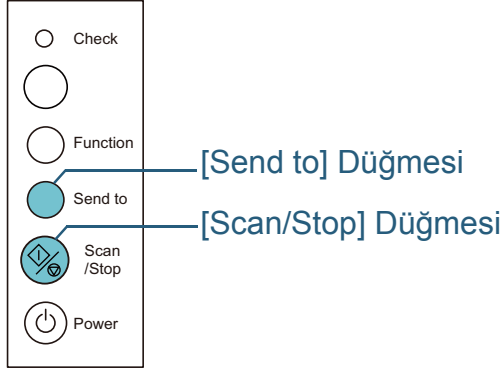 Check
Function
[Send to] Düğmesi
Send to
[Scan/Stop] Düğmesi
Scan
/Stop
Power